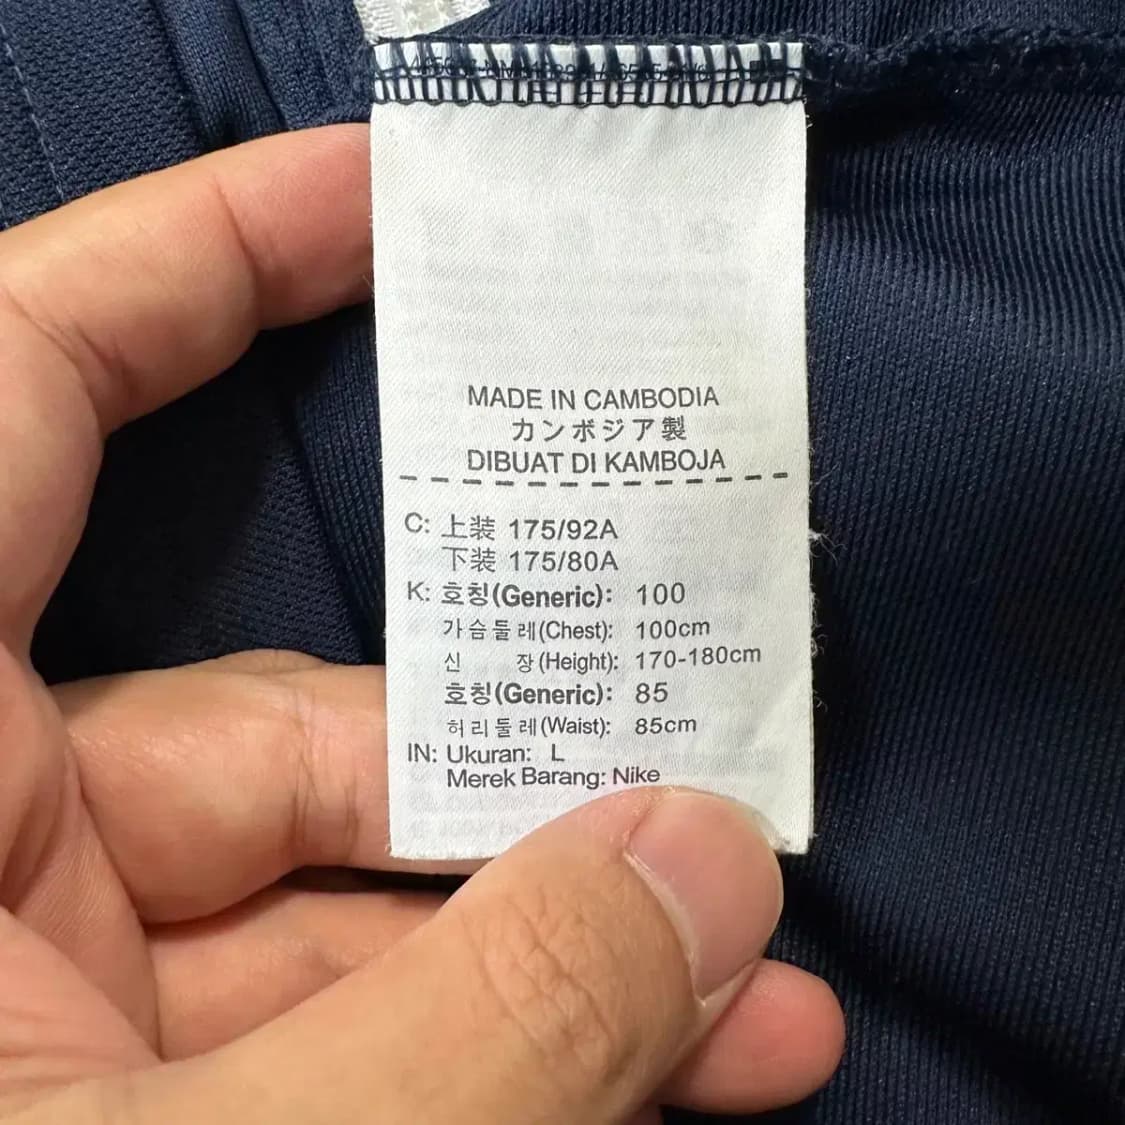 MADE IN CAMBODIA
カンボジア製
DIBUAT DI KAMBOJA
C: 上装 175/92A
下装 175/80A
K: 호칭(Generic): 100
가슴둘레(Chest): 100cm
신 장(Height): 170-180cm
호칭(Generic): 85
허리둘레(Waist): 85cm
IN: Ukuran: L
Merek Barang: Nike